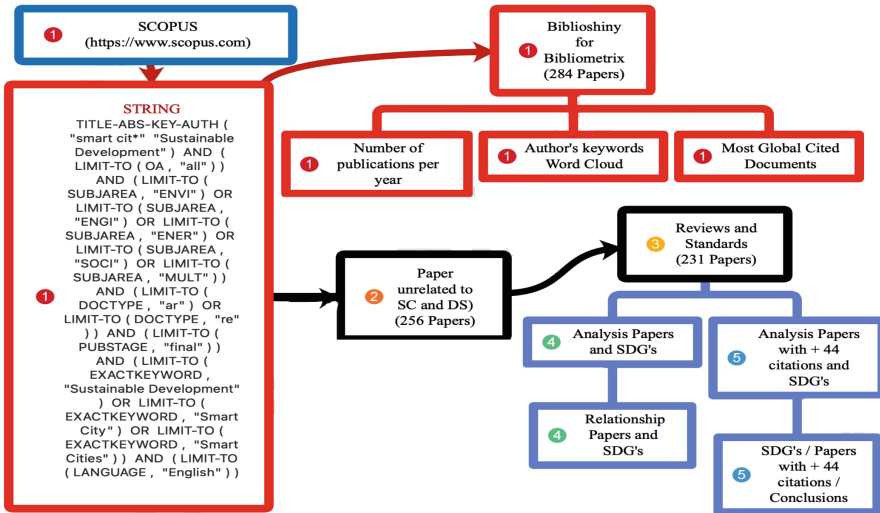 1
SCOPUS
(https://www.scopus.com)
1
STRING
TITLE-ABS-KEY-AUTH (
"smart cit*" "Sustainable
Development" ) AND (
LIMIT-TO ( OA , "all" ) )
AND ( LIMIT-TO (
SUBJAREA , "ENVI" ) OR
LIMIT-TO ( SUBJAREA ,
"ENGI" ) OR LIMIT-TO (
SUBJAREA , "ENER" ) OR
LIMIT-TO ( SUBJAREA ,
"SOCI" ) OR LIMIT-TO (
SUBJAREA , "MULT" ) )
AND ( LIMIT-TO (
DOCTYPE , "ar" ) OR
LIMIT-TO ( DOCTYPE , "re"
) ) AND ( LIMIT-TO (
PUBSTAGE , "final" ) )
AND ( LIMIT-TO (
EXACTKEYWORD ,
"Sustainable Development"
) OR LIMIT-TO (
EXACTKEYWORD , "Smart
City" ) OR LIMIT-TO (
EXACTKEYWORD , "Smart
Cities" ) ) AND ( LIMIT-TO
( LANGUAGE , "English" ) )
1
Biblioshiny
for
Bibliometrix
(284 Papers)
1
Number of
publications per
year
1
Author's keywords
Word Cloud
1
Most Global Cited
Documents
2
Paper
unrelated to
SC and DS)
(256 Papers)
3
Reviews and
Standards
(231 Papers)
4
Analysis Papers
and SDG's
4
Relationship
Papers and
SDG's
5
Analysis Papers
with + 44
citations and
SDG's
5
SDG's / Papers
with + 44
citations /
Conclusions